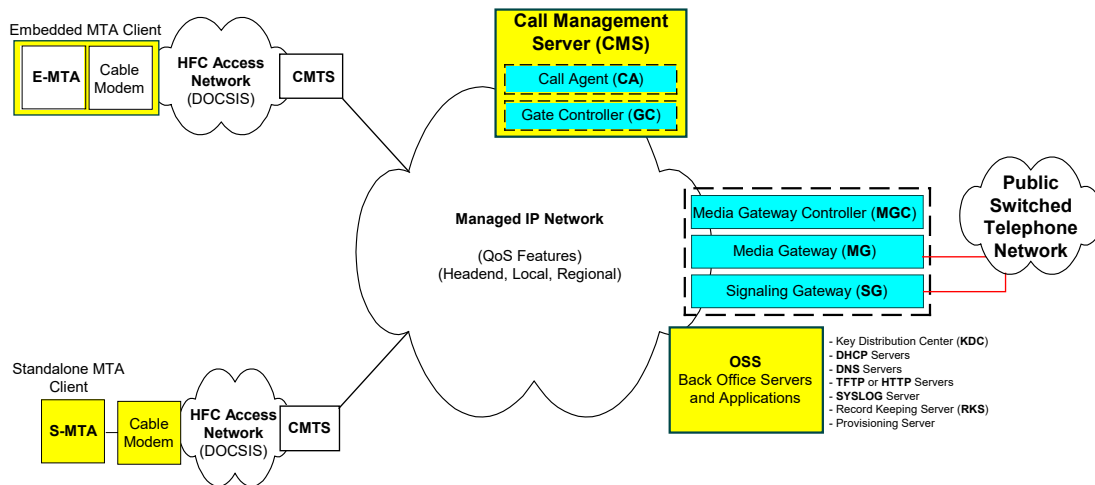 Embedded MTA Client
E-MTA
Cable
Modem
HFC Access
Network
(DOCSIS)
CMTS
Call Management
Server (CMS)
Call Agent (CA)
Gate Controller (GC)
Managed IP Network
(QoS Features)
(Headend, Local, Regional)
Media Gateway Controller (MGC)
Media Gateway (MG)
Signaling Gateway (SG)
Public
Switched
Telephone
Network
OSS
Back Office Servers
and Applications
- Key Distribution Center (KDC)
- DHCP Servers
- DNS Servers
- TFTP or HTTP Servers
- SYSLOG Server
- Record Keeping Server (RKS)
- Provisioning Server
Standalone MTA
Client
S-MTA
Cable
Modem
HFC Access
Network
(DOCSIS)
CMTS